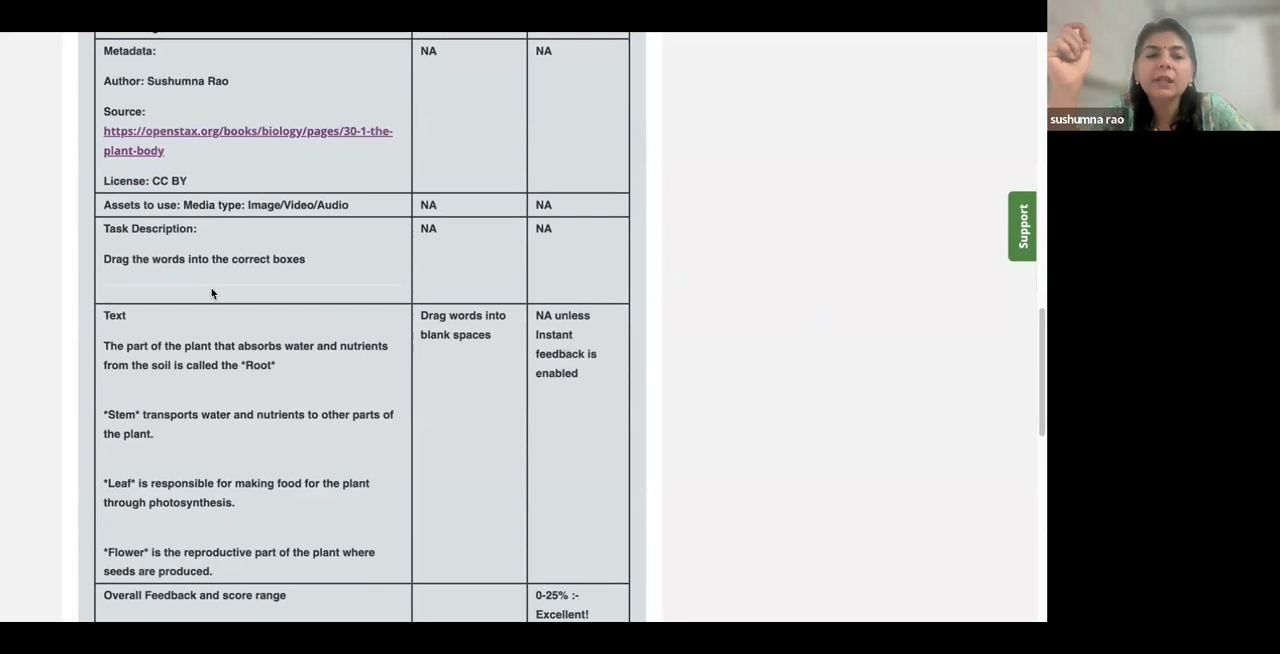 Metadata:
NA
NA
Author: Sushumna Rao
Source:
https://openstax.org/books/biology/pages/30-1-the-
plant-body
License: CC BY
Assets to use: Media type: Image/Video/Audio
NA
NA
Task Description:
NA
NA
Drag the words into the correct boxes
Text
The part of the plant that absorbs water and nutrients
from the soil is called the *Root*
*Stem* transports water and nutrients to other parts of
the plant.
*Leaf* is responsible for making food for the plant
through photosynthesis.
*Flower* is the reproductive part of the plant where
seeds are produced.
Drag words into
blank spaces
NA unless
Instant
feedback is
enabled
Overall Feedback and score range
0-25% :-
Excellent!
Support
sushumna rao